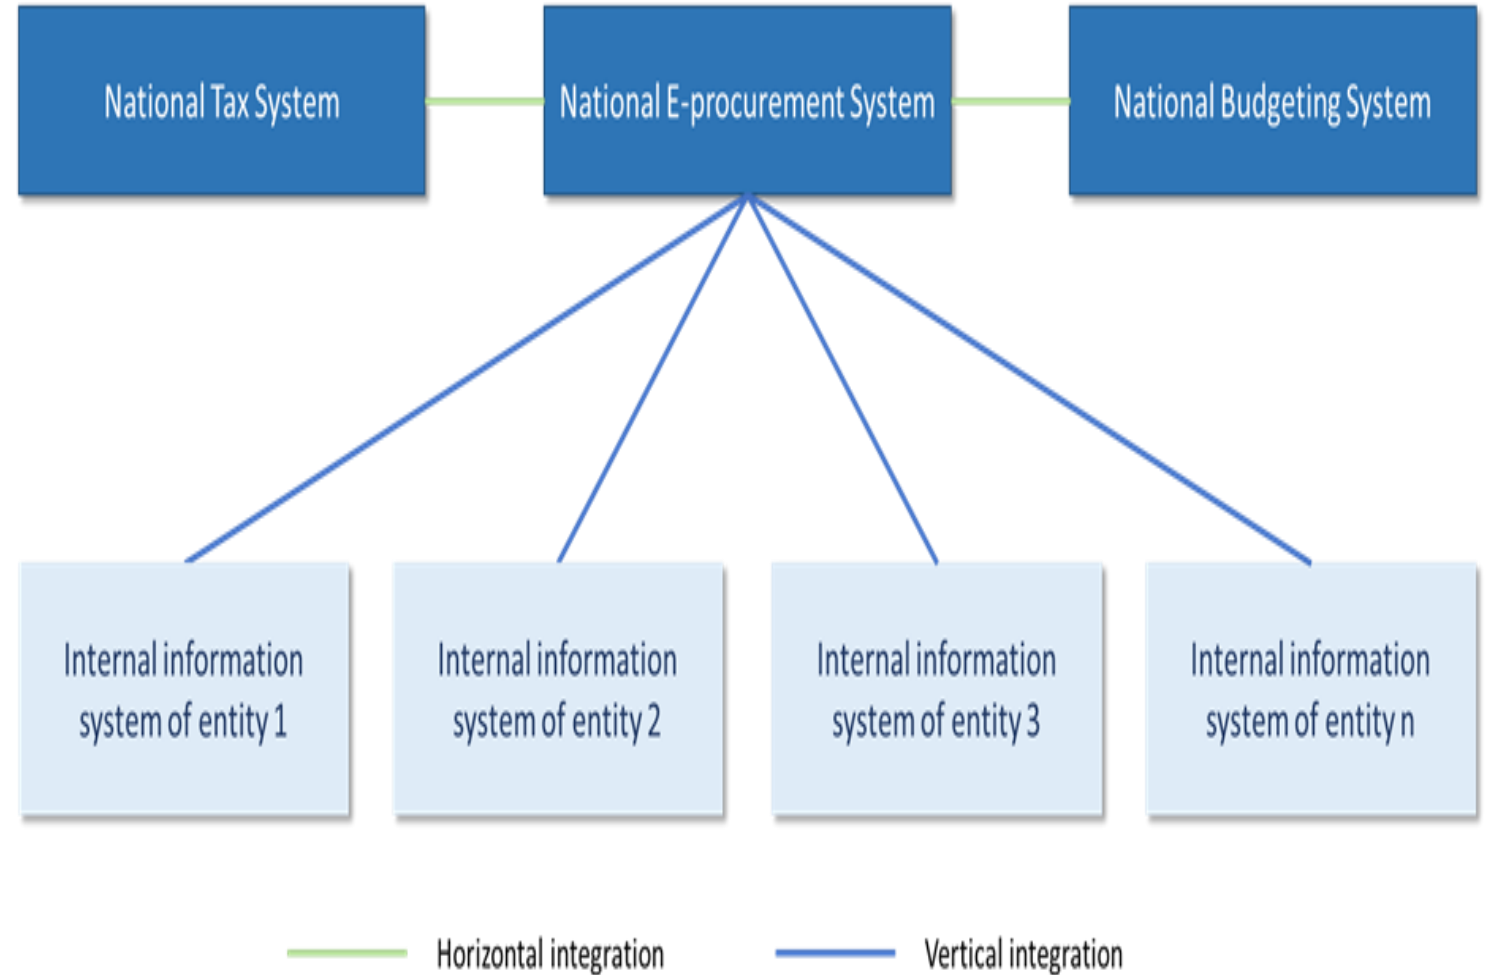 National Tax System
National E-procurement System
National Budgeting System
Internal information
system of entity 1
Internal information
system of entity 2
Internal information
system of entity 3
Internal information
system of entity n
Horizontal integration
Vertical integration